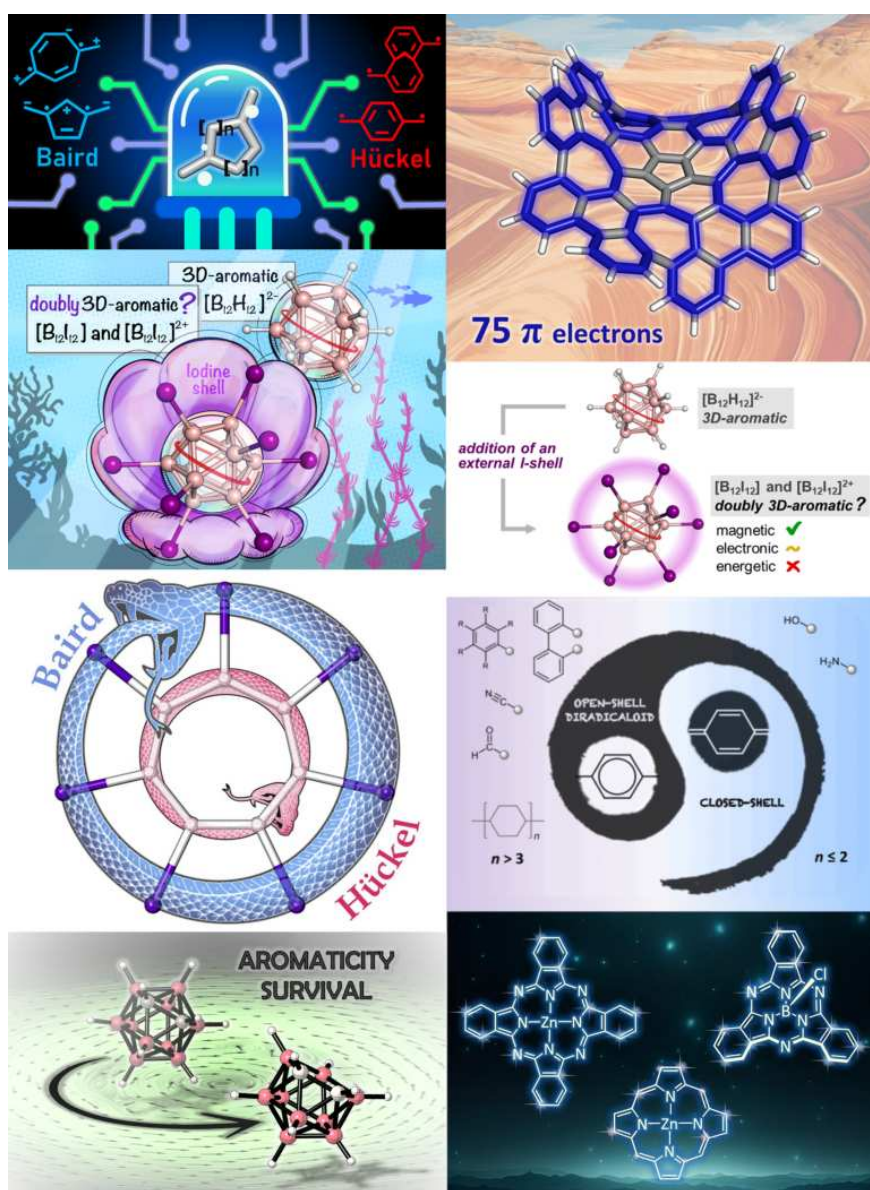 Baird
[ ]n
[ ]n
Hückel
75 π electrons
3D-aromatic
[B₁₂H₁₂]²⁻
doubly 3D-aromatic?
[B₁₂I₁₂] and [B₁₂I₁₂]²⁺
Iodine
shell
[B₁₂H₁₂]²⁻
3D-aromatic
addition of an
external I-shell
[B₁₂I₁₂] and [B₁₂I₁₂]²⁺
doubly 3D-aromatic?
magnetic ✓
electronic ~
energetic ✗
Baird
Hückel
R
R R
R
R
N
O
H
n
n > 3
OPEN-SHELL
DIRADICALOID
CLOSED-SHELL
HO
H₂N
n ≤ 2
AROMATICITY
SURVIVAL
N N N
N Zn N
N N N
Cl
N N N
B
N N
N
N
N Zn N
N